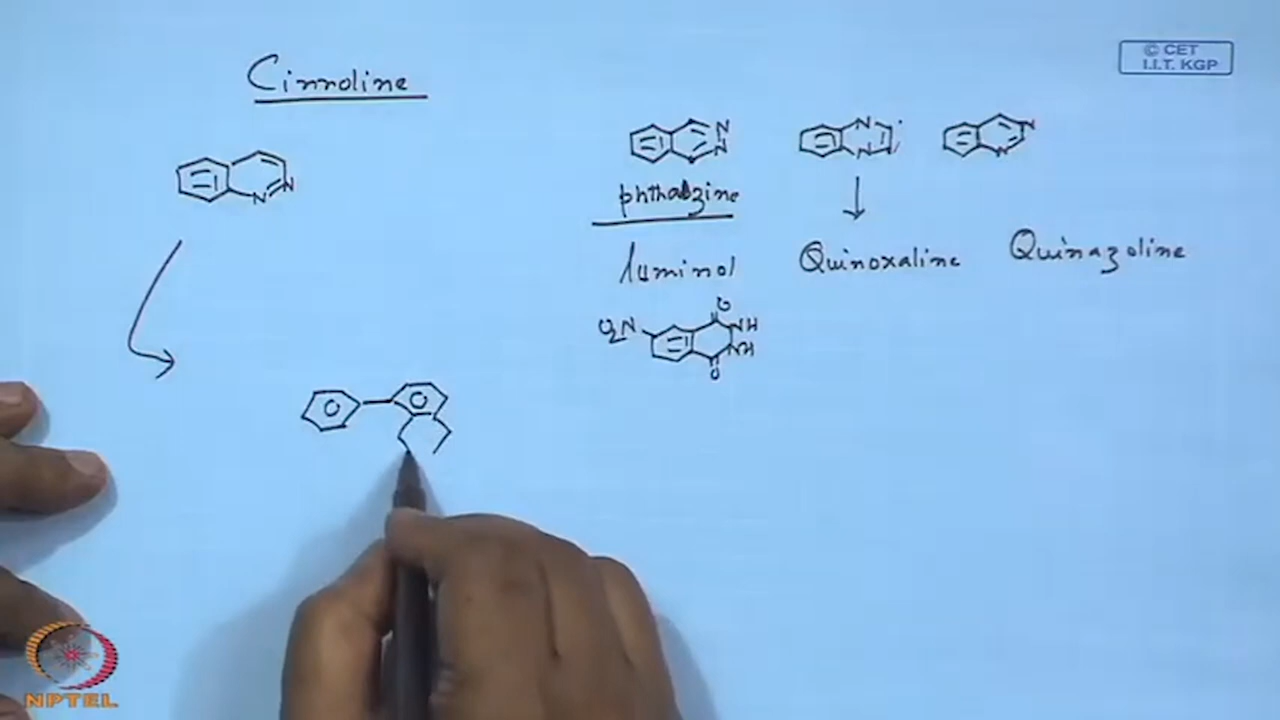 Cinnoline
© CET
I.I.T. KGP
N
N
N
N
N
N
N
N
phthalzine
luminol
Quinoxaline
Quinazoline
O
O2N
NH
NH
O
NPTEL